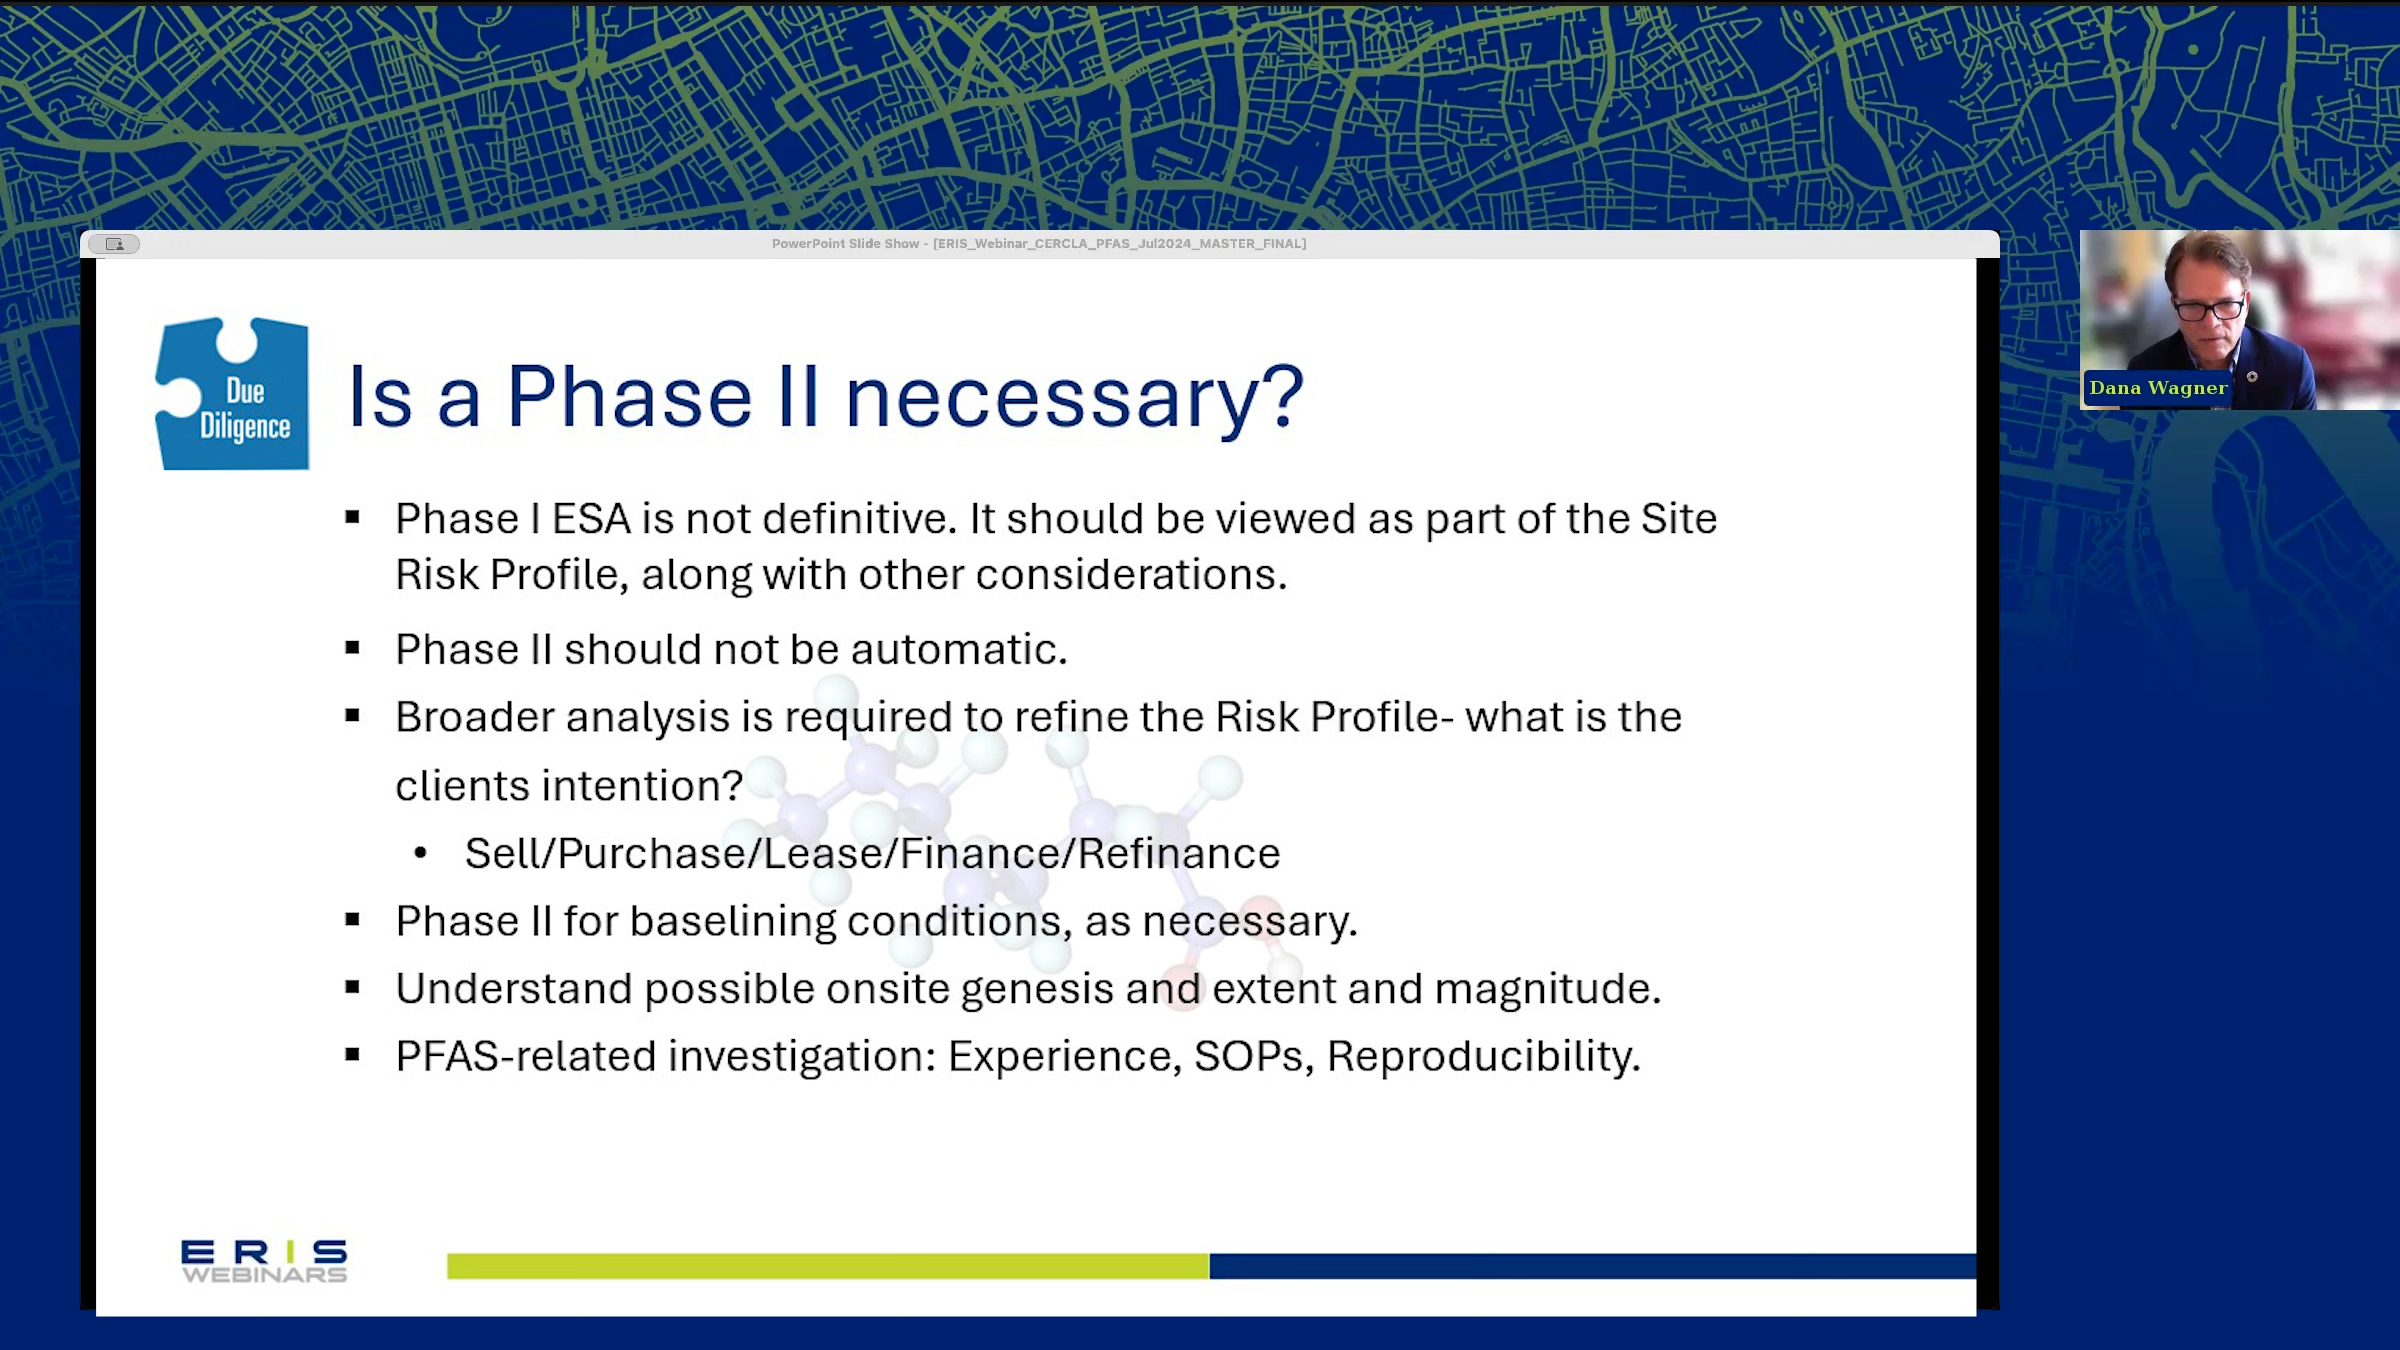 PowerPoint Slide Show - [ERIS_Webinar_CERCLA_PFAS_Jul2024_MASTER_FINAL]
Due
Diligence
Is a Phase II necessary?
▪ Phase I ESA is not definitive. It should be viewed as part of the Site
Risk Profile, along with other considerations.
▪ Phase II should not be automatic.
▪ Broader analysis is required to refine the Risk Profile- what is the
clients intention?
• Sell/Purchase/Lease/Finance/Refinance
▪ Phase II for baselining conditions, as necessary.
▪ Understand possible onsite genesis and extent and magnitude.
▪ PFAS-related investigation: Experience, SOPs, Reproducibility.
ERIS
WEBINARS
Dana Wagner